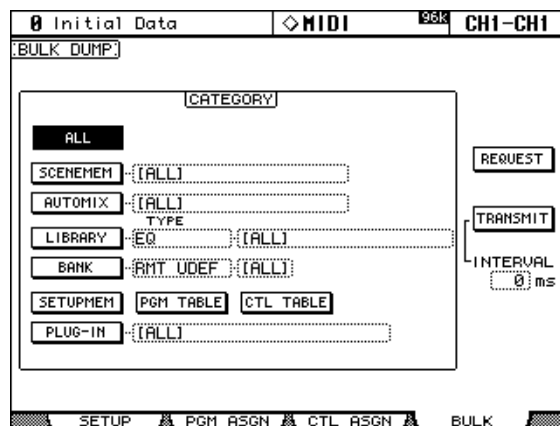 0 Initial Data ◇MIDI 96K CH1-CH1
BULK DUMP
CATEGORY
ALL
SCENEMEM [ALL]
REQUEST
AUTOMIX [ALL]
TYPE
TRANSMIT
LIBRARY EQ [ALL]
BANK RMT UDEF [ALL]
INTERVAL
0 ms
SETUPMEM PGM TABLE CTL TABLE
PLUG-IN [ALL]
SETUP PGM ASGN CTL ASGN BULK